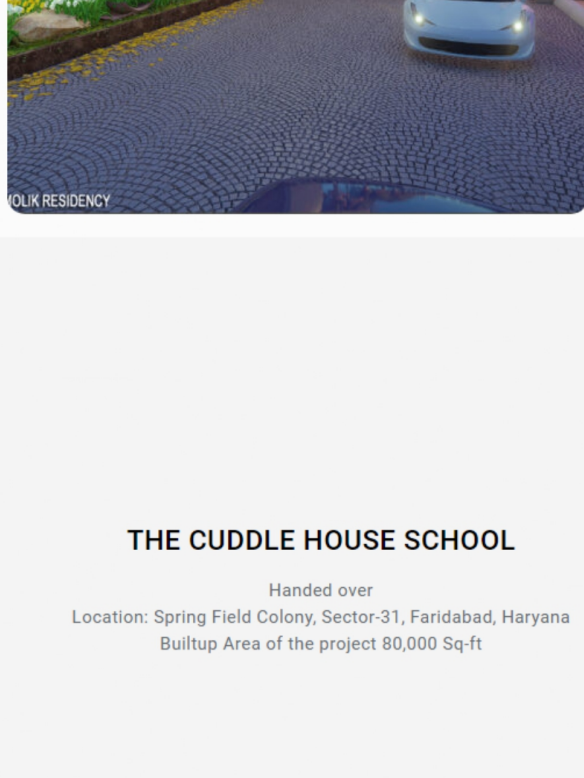 RESIDENCY
THE CUDDLE HOUSE SCHOOL
Handed over
Location: Spring Field Colony, Sector-31, Faridabad, Haryana
Builtup Area of the project 80,000 Sq-ft